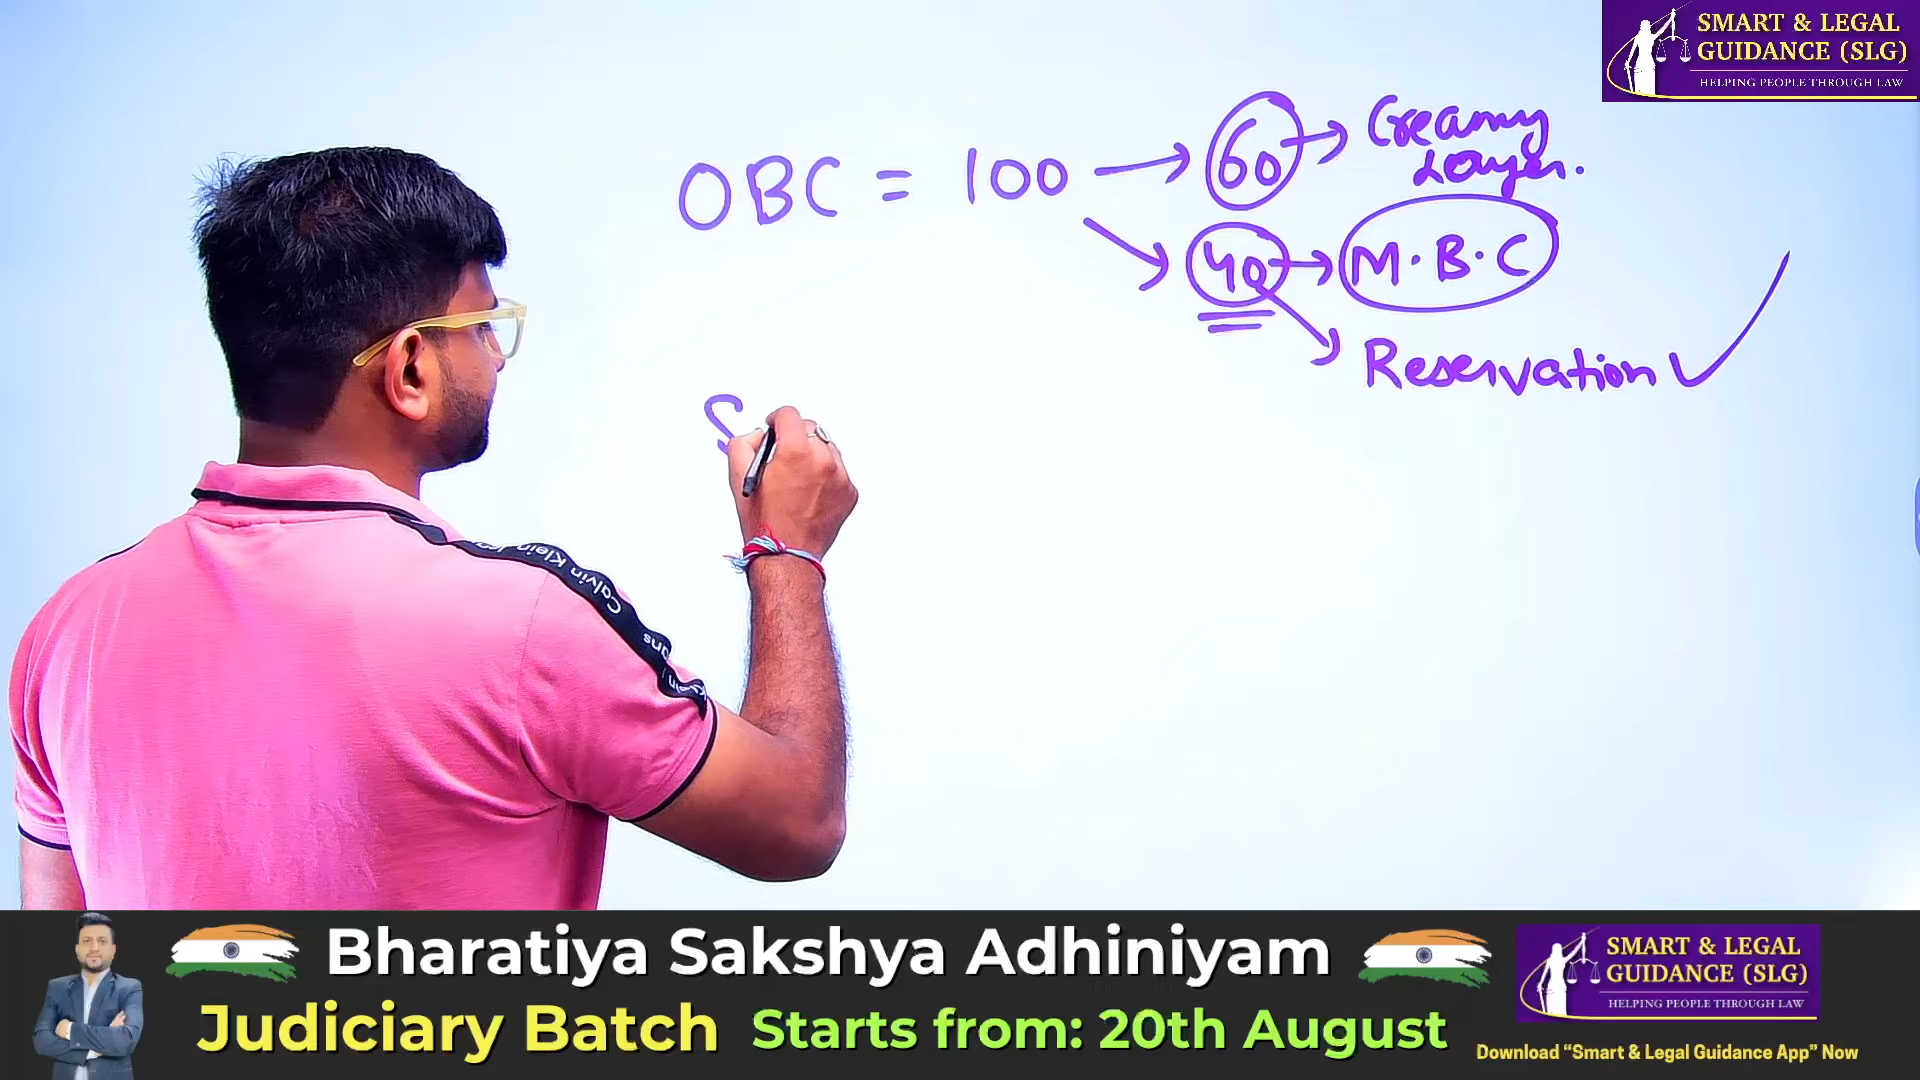 SMART & LEGAL
GUIDANCE (SLG)
HELPING PEOPLE THROUGH LAW
OBC = 100 → 60 → Creamy
Layer.
40 → M.B.C
Reservation ✓
S
Calvin Klein Jeans
Bharatiya Sakshya Adhiniyam
Judiciary Batch Starts from: 20th August
SMART & LEGAL
GUIDANCE (SLG)
HELPING PEOPLE THROUGH LAW
Download “Smart & Legal Guidance App” Now